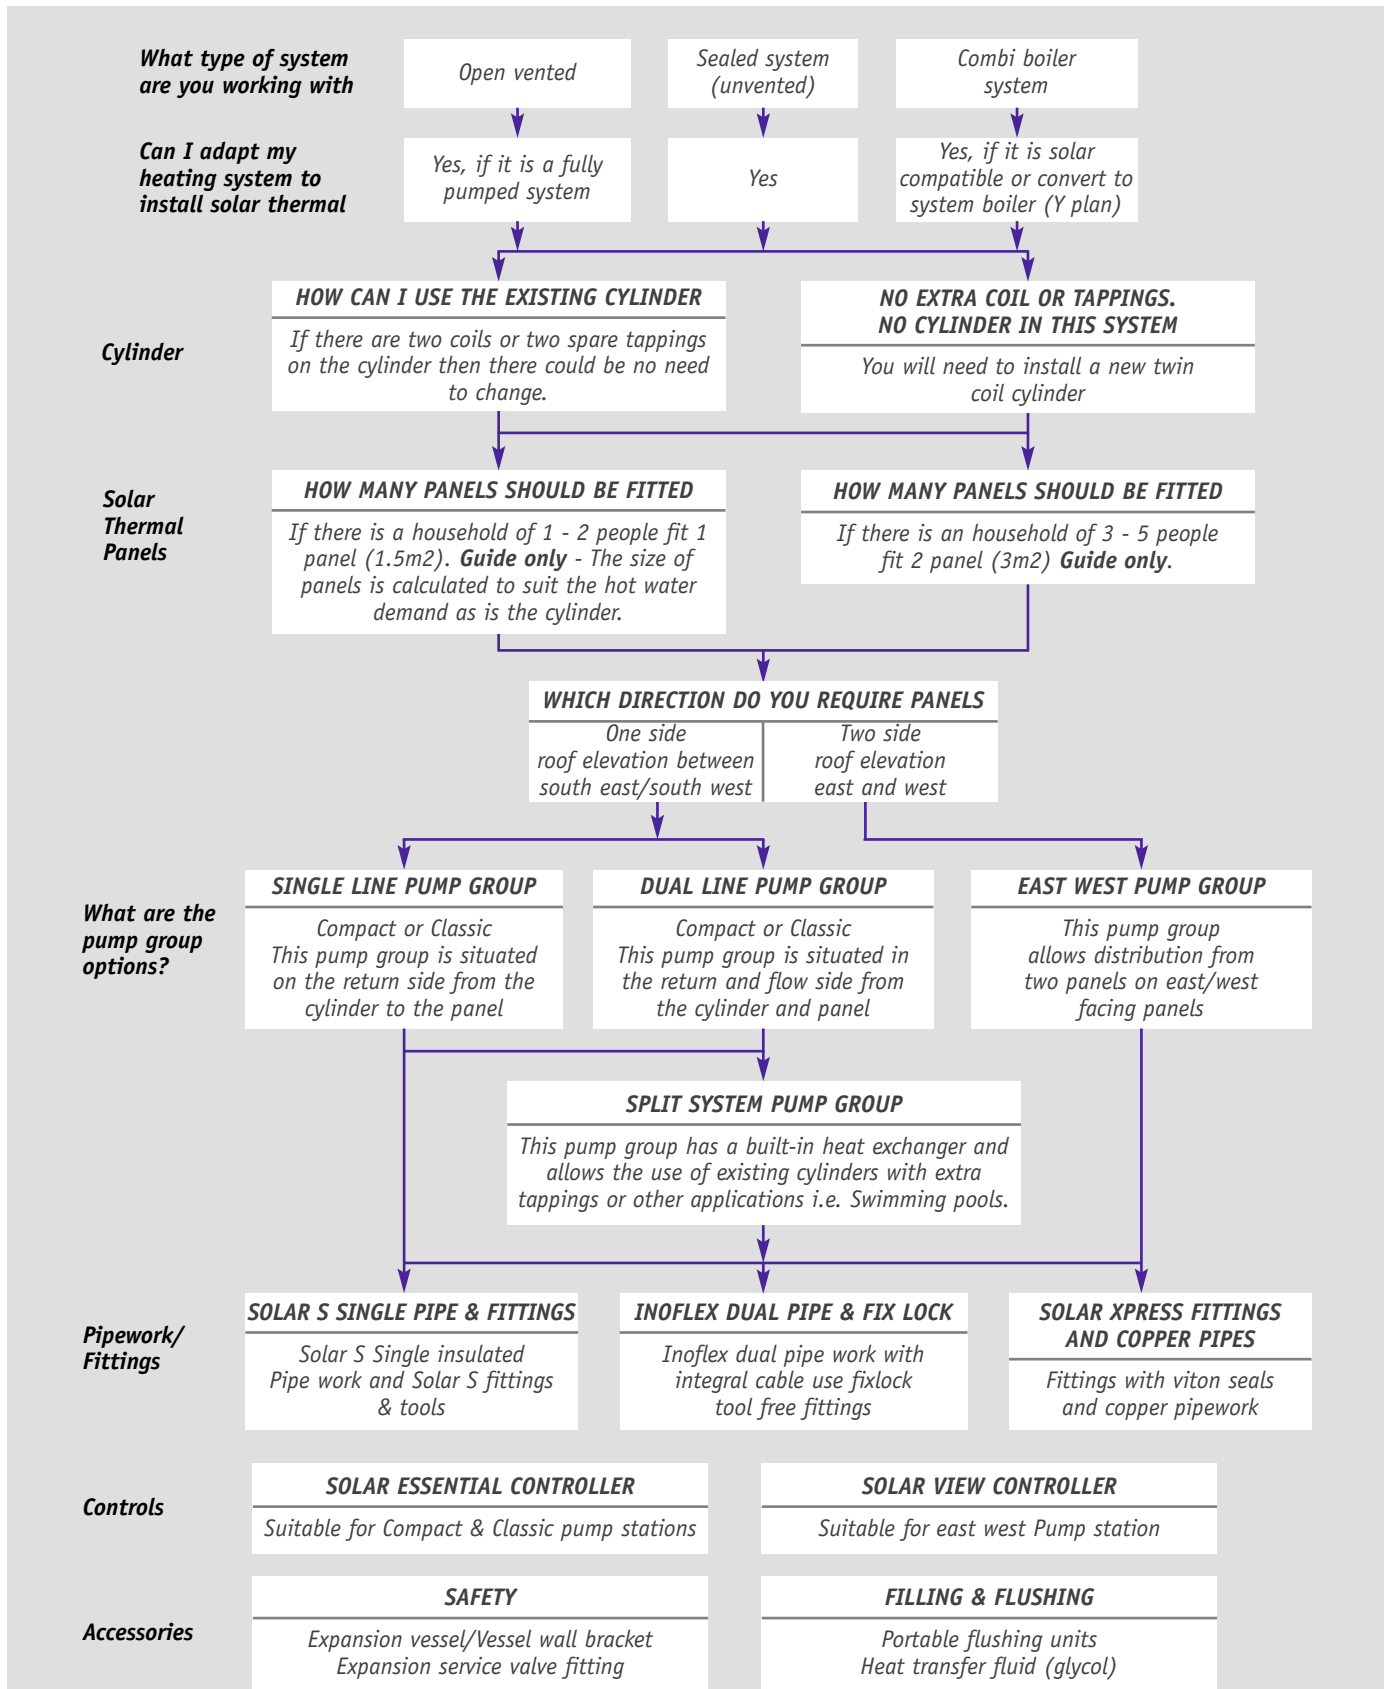 What type of system
are you working with
Open vented
Sealed system
(unvented)
Combi boiler
system
Can I adapt my
heating system to
install solar thermal
Yes, if it is a fully
pumped system
Yes
Yes, if it is solar
compatible or convert to
system boiler (Y plan)
Cylinder
HOW CAN I USE THE EXISTING CYLINDER
If there are two coils or two spare tappings
on the cylinder then there could be no need
to change.
NO EXTRA COIL OR TAPPINGS.
NO CYLINDER IN THIS SYSTEM
You will need to install a new twin
coil cylinder
Solar
Thermal
Panels
HOW MANY PANELS SHOULD BE FITTED
If there is a household of 1 - 2 people fit 1
panel (1.5m2). Guide only - The size of
panels is calculated to suit the hot water
demand as is the cylinder.
HOW MANY PANELS SHOULD BE FITTED
If there is an household of 3 - 5 people
fit 2 panel (3m2) Guide only.
WHICH DIRECTION DO YOU REQUIRE PANELS
One side
roof elevation between
south east/south west
Two side
roof elevation
east and west
What are the
pump group
options?
SINGLE LINE PUMP GROUP
Compact or Classic
This pump group is situated
on the return side from the
cylinder to the panel
DUAL LINE PUMP GROUP
Compact or Classic
This pump group is situated in
the return and flow side from
the cylinder and panel
EAST WEST PUMP GROUP
This pump group
allows distribution from
two panels on east/west
facing panels
SPLIT SYSTEM PUMP GROUP
This pump group has a built-in heat exchanger and
allows the use of existing cylinders with extra
tappings or other applications i.e. Swimming pools.
Pipework/
Fittings
SOLAR S SINGLE PIPE & FITTINGS
Solar S Single insulated
Pipe work and Solar S fittings
& tools
INOFLEX DUAL PIPE & FIX LOCK
Inoflex dual pipe work with
integral cable use fixlock
tool free fittings
SOLAR XPRESS FITTINGS
AND COPPER PIPES
Fittings with viton seals
and copper pipework
Controls
SOLAR ESSENTIAL CONTROLLER
Suitable for Compact & Classic pump stations
SOLAR VIEW CONTROLLER
Suitable for east west Pump station
Accessories
SAFETY
Expansion vessel/Vessel wall bracket
Expansion service valve fitting
FILLING & FLUSHING
Portable flushing units
Heat transfer fluid (glycol)